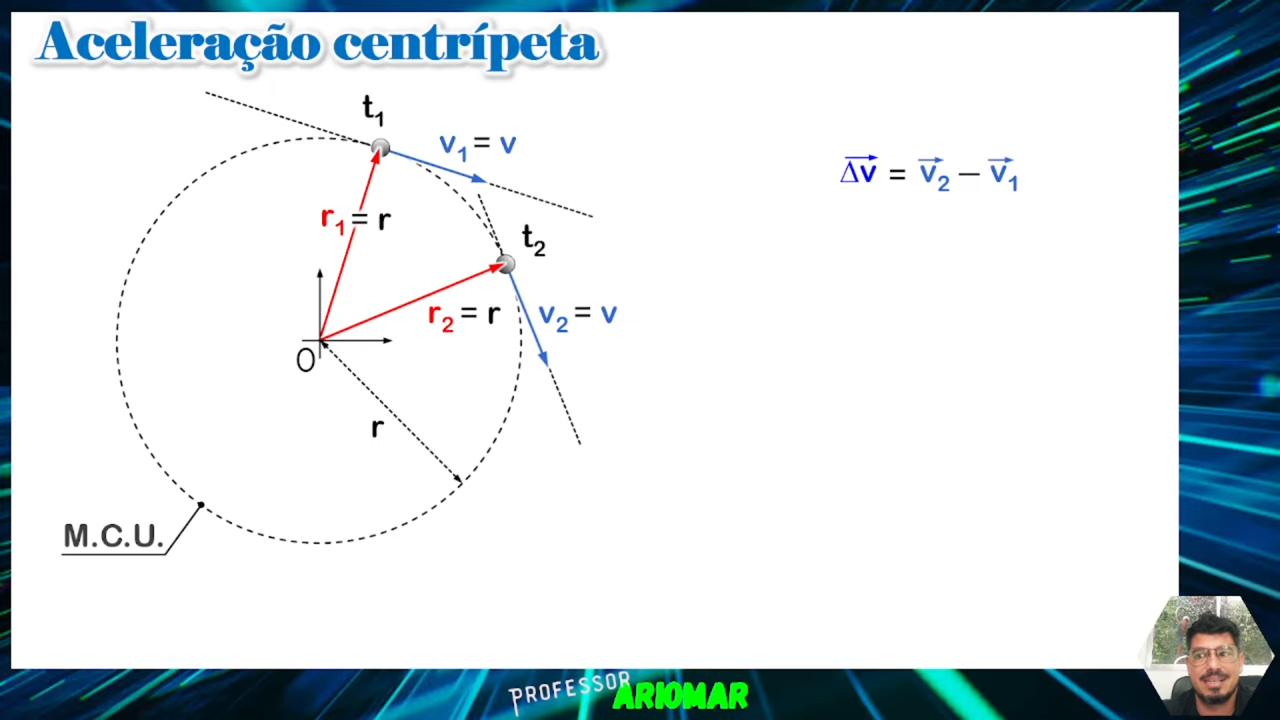 Aceleração centrípeta
t₁
v₁ = v
Δv = v₂ − v₁
r₁ = r
t₂
r₂ = r
v₂ = v
O
r
M.C.U.
PROFESSOR ARIOMAR